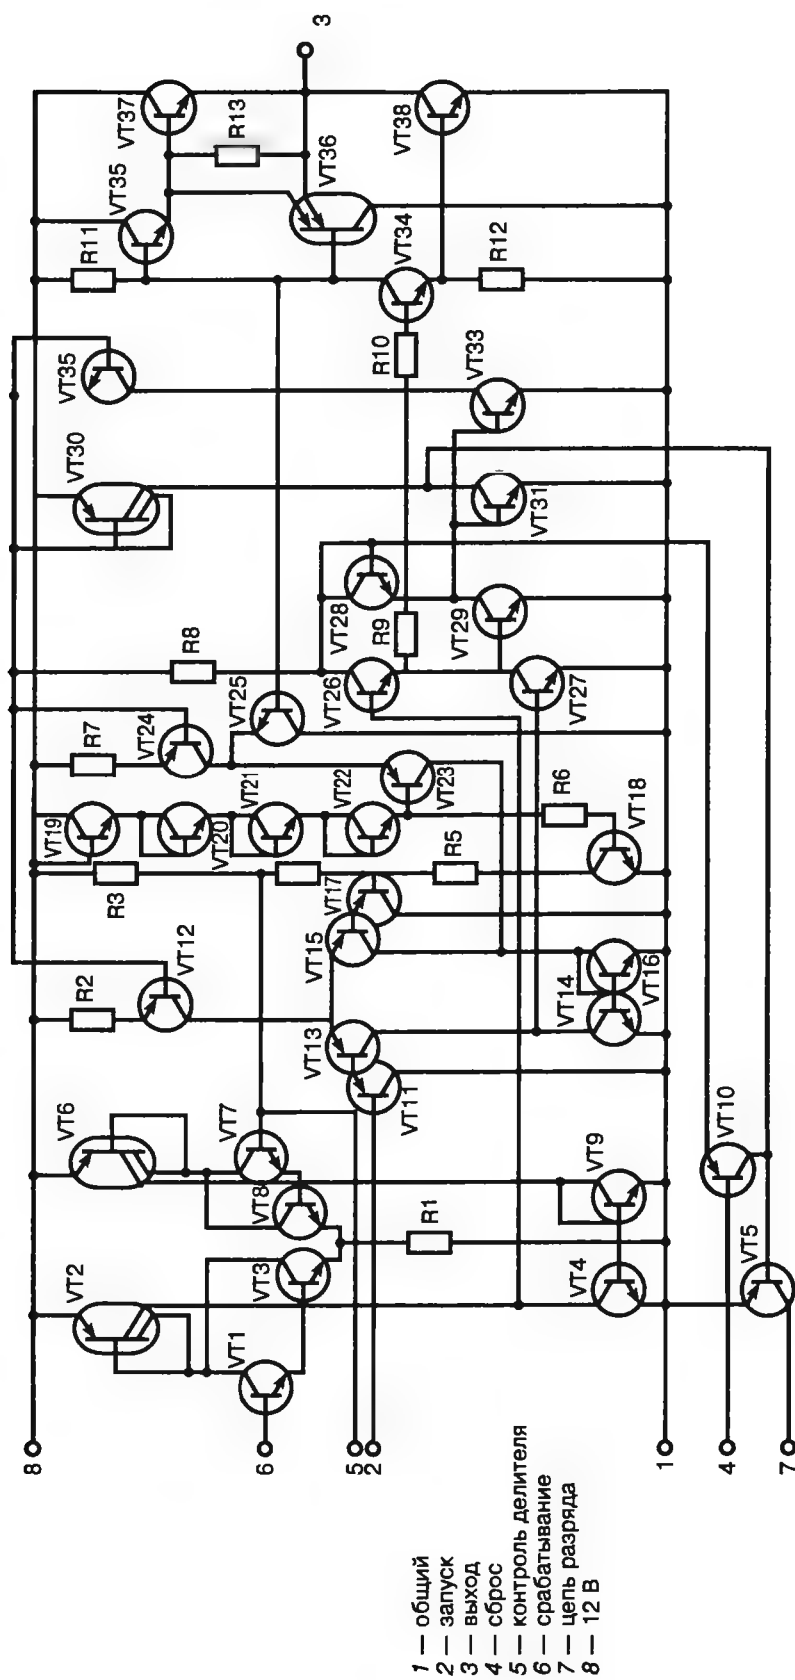 8
VT2
VT6
R2
VT12
R3
VT19
R7
VT24
R8
VT30
VT35
R11
VT35
VT37
3
R13
VT36
6
VT1
VT3
VT8
VT7
VT20
VT21
VT25
5
2
VT11
VT13
VT15
VT17
VT22
VT23
VT26
VT28
R9
R10
VT34
VT38
R1
R5
VT29
VT33
R12
VT4
VT9
VT14
VT16
VT18
R6
VT27
VT31
1
4
7
VT5
VT10
1 — общий
2 — запуск
3 — выход
4 — сброс
5 — контроль делителя
6 — срабатывание
7 — цепь разряда
8 — 12 В